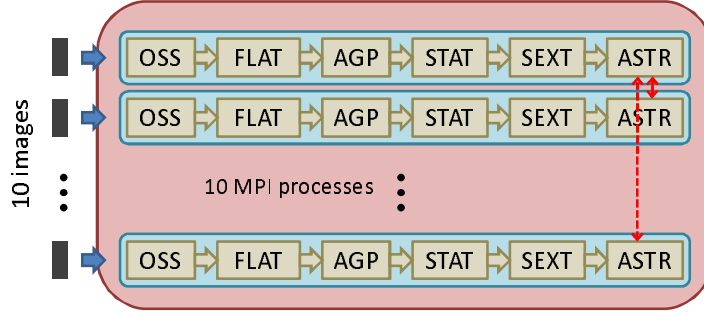 OSS FLAT AGP STAT SEXT ASTR
OSS FLAT AGP STAT SEXT ASTR
10 images
10 MPI processes
OSS FLAT AGP STAT SEXT ASTR